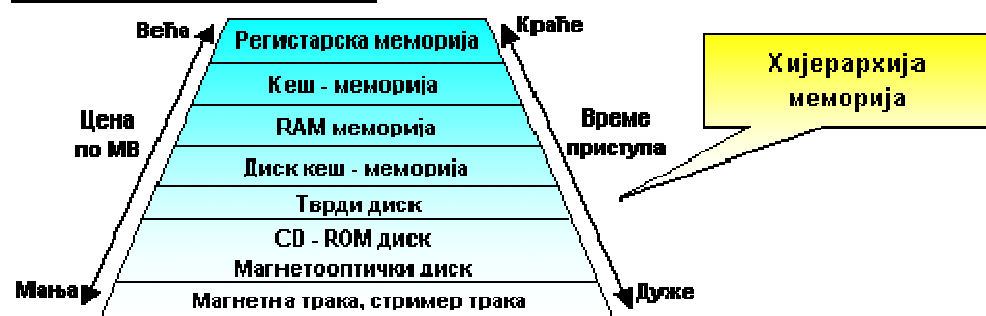 Већа
Краће
Регистарска меморија
Хијерархија
меморија
Кеш - меморија
Цена
по MB
RAM меморија
Време
приступа
Диск кеш - меморија
Тврди диск
CD - ROM диск
Магнетооптички диск
Мања
Дуже
Магнетна трака, стример трака